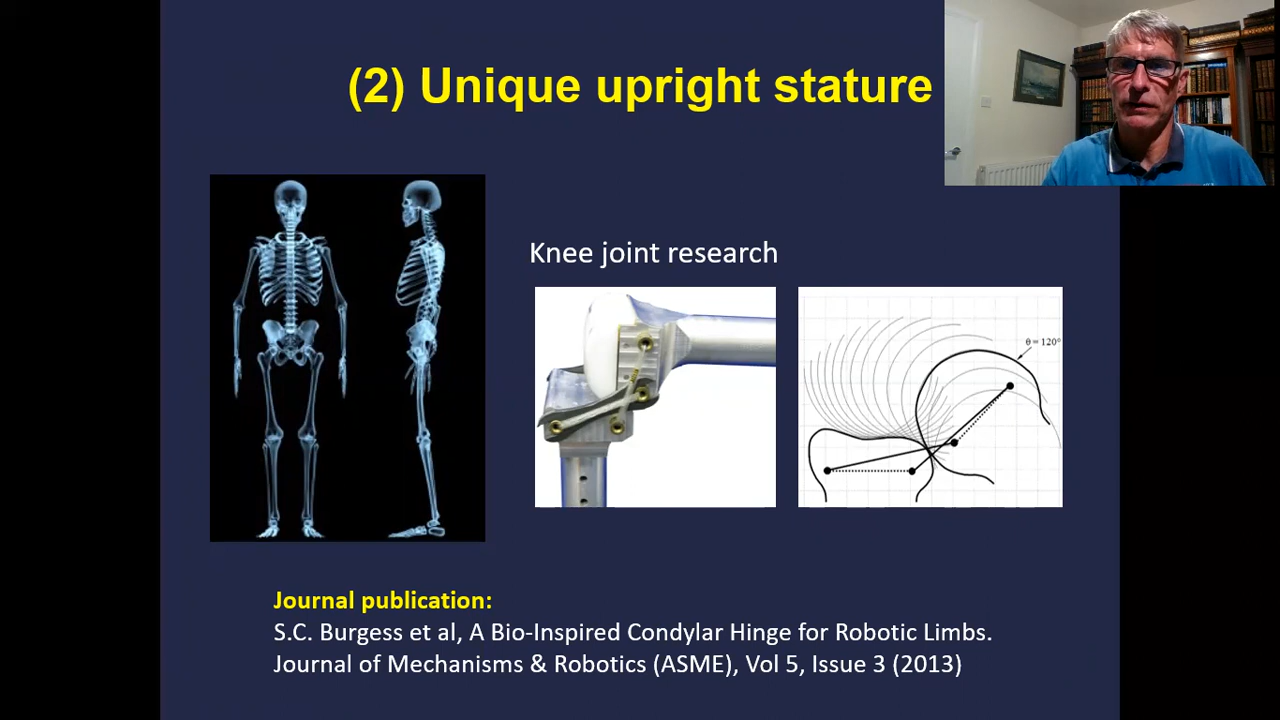 (2) Unique upright stature
Knee joint research
θ = 120°
Journal publication:
S.C. Burgess et al, A Bio-Inspired Condylar Hinge for Robotic Limbs.
Journal of Mechanisms & Robotics (ASME), Vol 5, Issue 3 (2013)